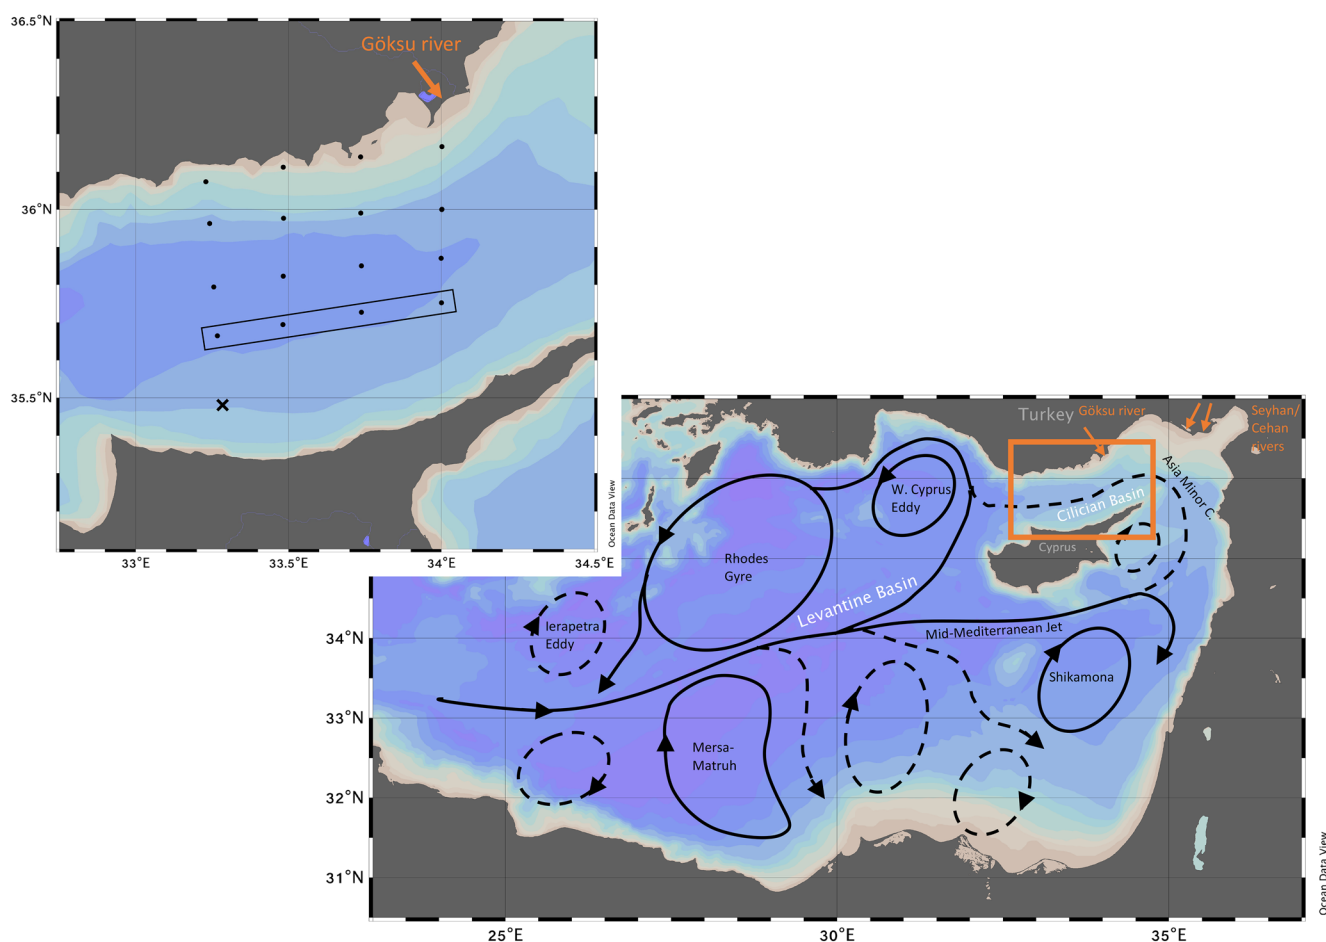 36.5°N
Göksu river
36°N
35.5°N
33°E
33.5°E
34°E
34.5°E
Ocean Data View
Turkey
Göksu river
Seyhan/
Cehan
rivers
Asia Minor C.
W. Cyprus
Eddy
Cilician Basin
Cyprus
Rhodes
Gyre
Levantine Basin
Ierapetra
Eddy
Mid-Mediterranean Jet
Shikamona
Mersa-
Matruh
34°N
33°N
32°N
31°N
25°E
30°E
35°E
Ocean Data View